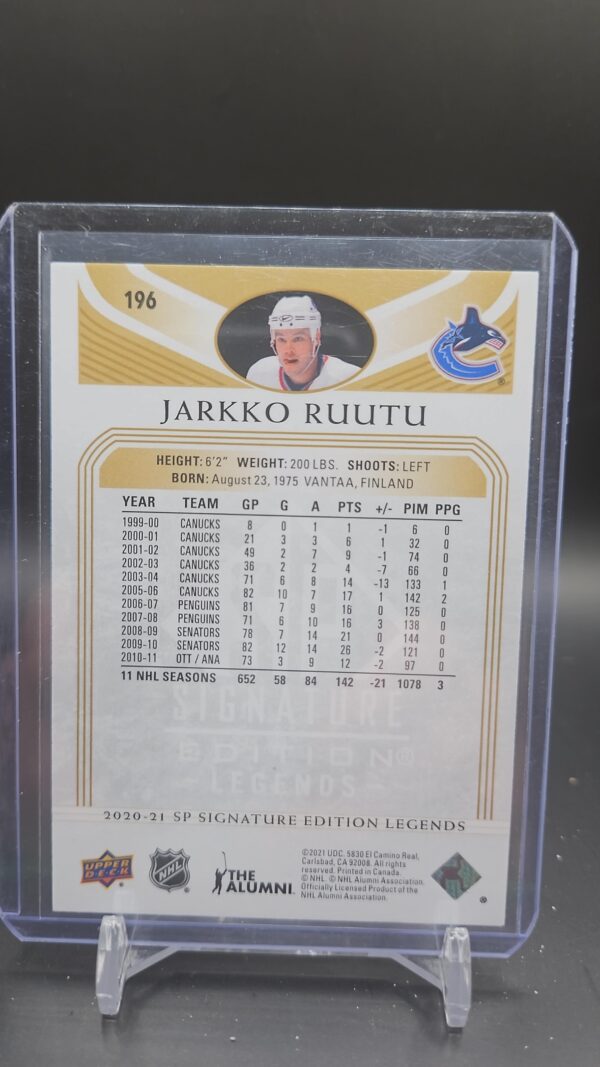 196
JARKKO RUUTU
HEIGHT: 6'2" WEIGHT: 200 LBS. SHOOTS: LEFT
BORN: August 23, 1975 VANTAA, FINLAND
YEAR TEAM GP G A PTS +/- PIM PPG
1999-00 CANUCKS 8 0 1 1 -1 6 0
2000-01 CANUCKS 21 3 3 6 1 32 0
2001-02 CANUCKS 49 2 7 9 -1 74 0
2002-03 CANUCKS 36 2 2 4 -7 66 0
2003-04 CANUCKS 71 6 8 14 -13 133 1
2005-06 CANUCKS 82 10 7 17 1 142 2
2006-07 PENGUINS 81 7 9 16 0 125 0
2007-08 PENGUINS 71 6 10 16 3 138 0
2008-09 SENATORS 78 7 14 21 0 144 0
2009-10 SENATORS 82 12 14 26 -2 121 0
2010-11 OTT / ANA 73 3 9 12 -2 97 0
11 NHL SEASONS 652 58 84 142 -21 1078 3
SIGNATURE
EDITION®
LEGENDS
2020-21 SP SIGNATURE EDITION LEGENDS
UPPER DECK
NHL
THE ALUMNI
©2021 UDC. 5830 El Camino Real,
Carlsbad, CA 92008. All rights
reserved. Printed in Canada.
© NHL. © NHL Alumni Association.
Officially Licensed Product of the
NHL Alumni Association.